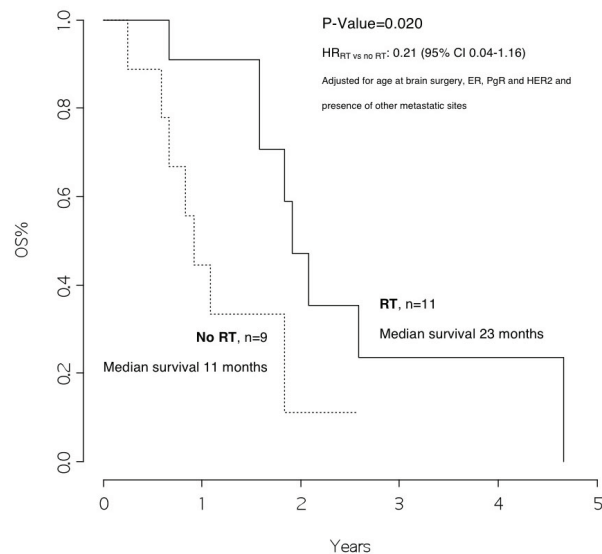 P-Value=0.020
HRRT vs no RT: 0.21 (95% CI 0.04-1.16)
Adjusted for age at brain surgery, ER, PgR and HER2 and
presence of other metastatic sites
1.0
0.8
0.6
0.4
0.2
0.0
OS%
RT, n=11
Median survival 23 months
No RT, n=9
Median survival 11 months
0 1 2 3 4 5
Years